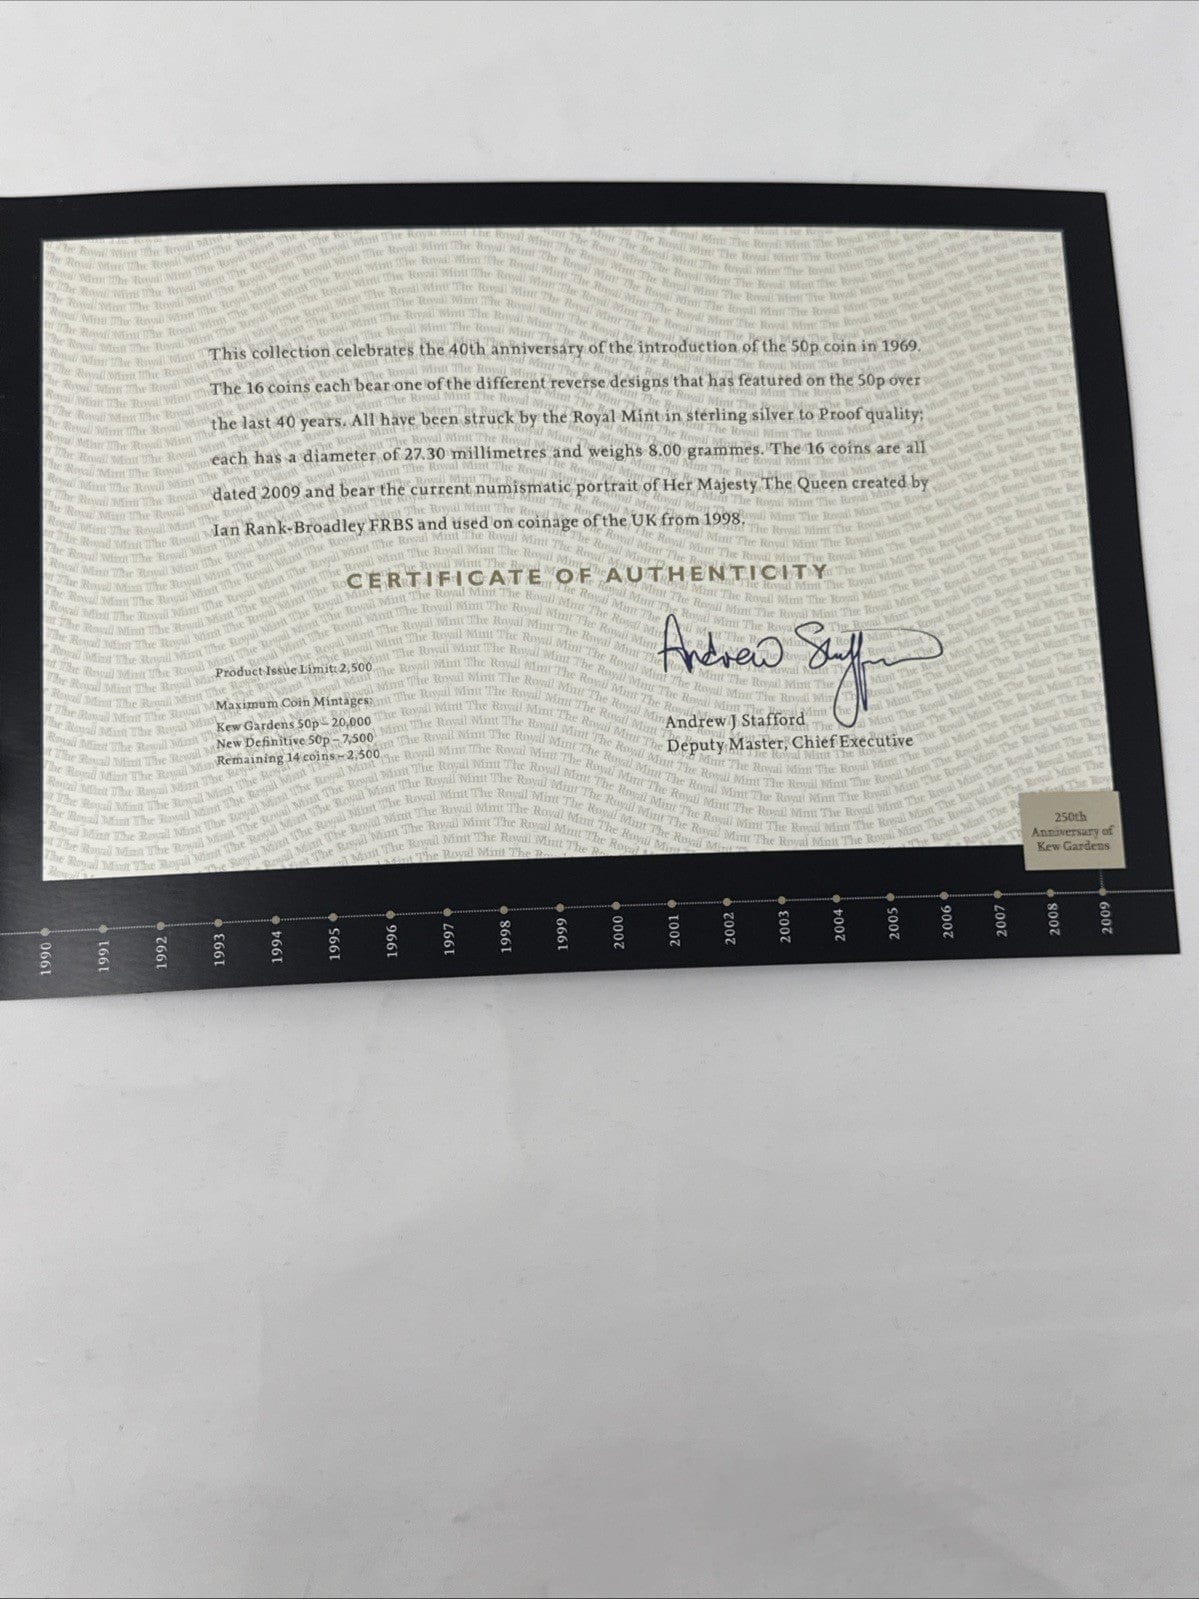 This collection celebrates the 40th anniversary of the introduction of the 50p coin in 1969.
The 16 coins each bear one of the different reverse designs that has featured on the 50p over
the last 40 years. All have been struck by the Royal Mint in sterling silver to Proof quality;
each has a diameter of 27.30 millimetres and weighs 8.00 grammes. The 16 coins are all
dated 2009 and bear the current numismatic portrait of Her Majesty The Queen created by
Ian Rank-Broadley FRBS and used on coinage of the UK from 1998.
CERTIFICATE OF AUTHENTICITY
Andrew Stafford
Product Issue Limit: 2,500
Maximum Coin Mintages:
Kew Gardens 50p – 20,000
New Definitive 50p – 7,500
Remaining 14 coins – 2,500
Andrew J Stafford
Deputy Master, Chief Executive
250th
Anniversary of
Kew Gardens
1990 1991 1992 1993 1994 1995 1996 1997 1998 1999 2000 2001 2002 2003 2004 2005 2006 2007 2008 2009